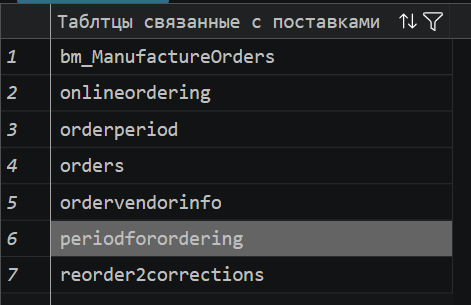 Таблтцы связанные с поставками
1 bm_ManufactureOrders
2 onlineordering
3 orderperiod
4 orders
5 ordervendorinfo
6 periodforordering
7 reorder2corrections